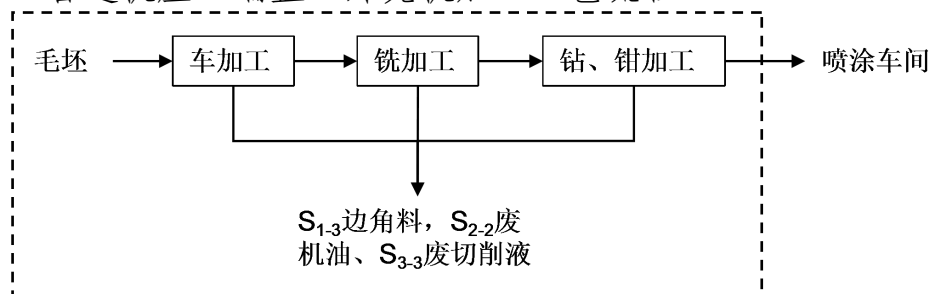 毛坯
车加工
铣加工
钻、钳加工
喷涂车间
S₁₋₃边角料，S₂₋₂废
机油、S₃₋₃废切削液